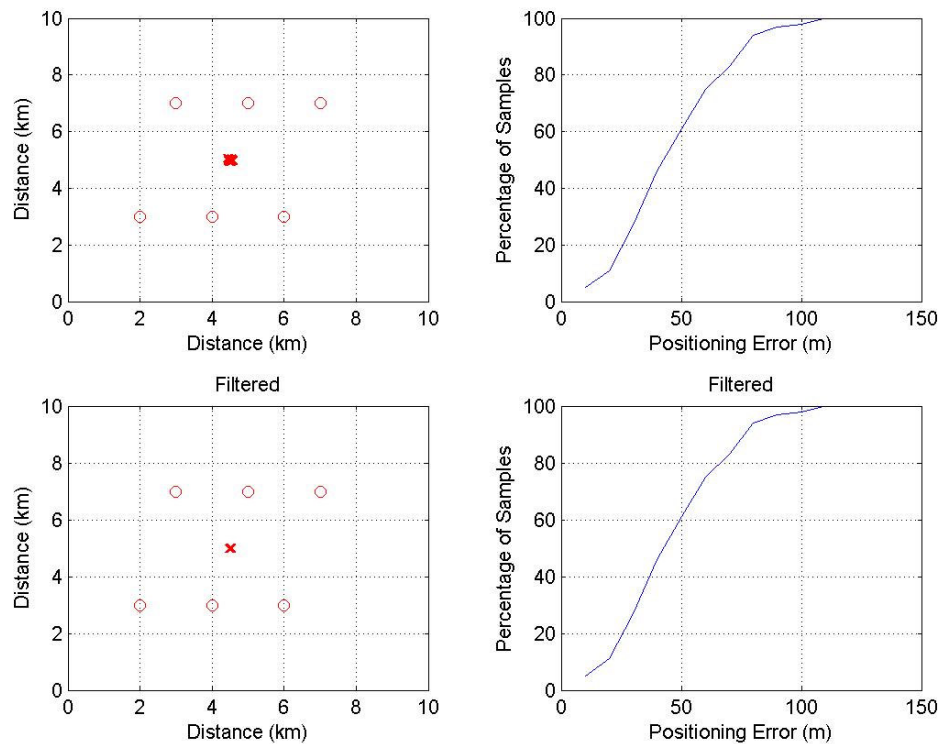 10
8
6
4
2
0
Distance (km)
0 2 4 6 8 10
Distance (km)
100
80
60
40
20
0
Percentage of Samples
0 50 100 150
Positioning Error (m)
Filtered
10
8
6
4
2
0
Distance (km)
0 2 4 6 8 10
Distance (km)
Filtered
100
80
60
40
20
0
Percentage of Samples
0 50 100 150
Positioning Error (m)